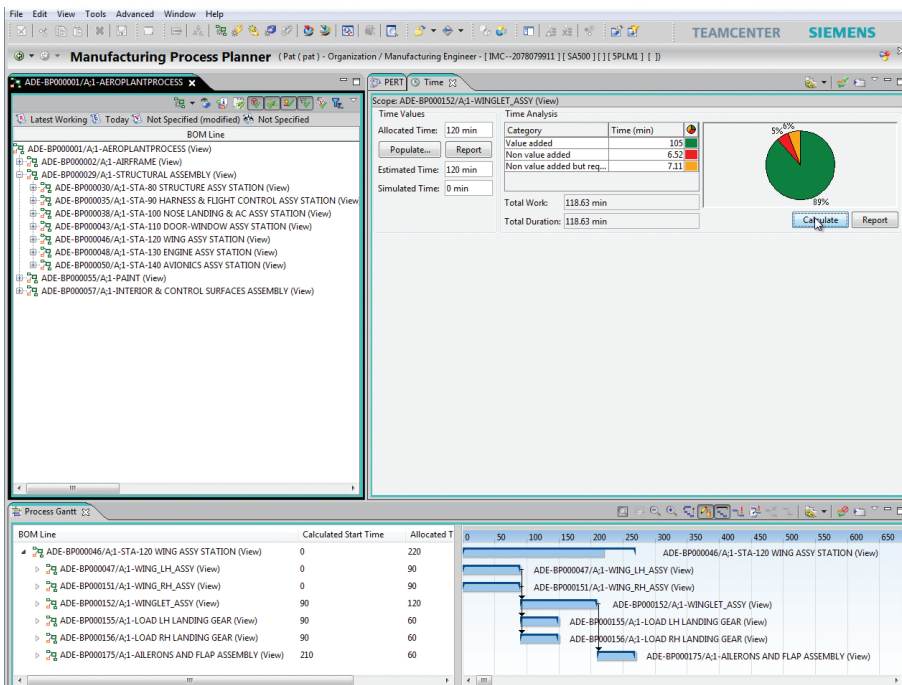 File Edit View Tools Advanced Window Help
TEAMCENTER SIEMENS
Manufacturing Process Planner ( Pat ( pat ) - Organization / Manufacturing Engineer - [ IMC--2078079911 ] [ SA500 ] [ ] [ 5PLM1 ] [ ])
ADE-BP000001/A;1-AEROPLANTPROCESS
Latest Working Today Not Specified (modified) Not Specified
BOM Line
ADE-BP000001/A;1-AEROPLANTPROCESS (View)
ADE-BP000002/A;1-AIRFRAME (View)
ADE-BP000029/A;1-STRUCTURAL ASSEMBLY (View)
ADE-BP000030/A;1-STA-80 STRUCTURE ASSY STATION (View)
ADE-BP000035/A;1-STA-90 HARNESS & FLIGHT CONTROL ASSY STATION (View
ADE-BP000038/A;1-STA-100 NOSE LANDING & AC ASSY STATION (View)
ADE-BP000043/A;1-STA-110 DOOR-WINDOW ASSY STATION (View)
ADE-BP000046/A;1-STA-120 WING ASSY STATION (View)
ADE-BP000048/A;1-STA-130 ENGINE ASSY STATION (View)
ADE-BP000050/A;1-STA-140 AVIONICS ASSY STATION (View)
ADE-BP000055/A;1-PAINT (View)
ADE-BP000057/A;1-INTERIOR & CONTROL SURFACES ASSEMBLY (View)
PERT Time
Scope: ADE-BP000152/A;1-WINGLET_ASSY (View)
Time Values
Allocated Time: 120 min
Populate... Report
Estimated Time: 120 min
Simulated Time: 0 min
Time Analysis
Category Time (min)
Value added 105
Non value added 6.52
Non value added but req... 7.11
Total Work: 118.63 min
Total Duration: 118.63 min
5% 6%
89%
Calculate Report
Process Gantt
BOM Line Calculated Start Time Allocated T
ADE-BP000046/A;1-STA-120 WING ASSY STATION (View) 0 220
ADE-BP000047/A;1-WING_LH_ASSY (View) 0 90
ADE-BP000151/A;1-WING_RH_ASSY (View) 0 90
ADE-BP000152/A;1-WINGLET_ASSY (View) 90 120
ADE-BP000155/A;1-LOAD LH LANDING GEAR (View) 90 60
ADE-BP000156/A;1-LOAD RH LANDING GEAR (View) 90 60
ADE-BP000175/A;1-AILERONS AND FLAP ASSEMBLY (View) 210 60
0 50 100 150 200 250 300 350 400 450 500 550 600 650
ADE-BP000046/A;1-STA-120 WING ASSY STATION (View)
ADE-BP000047/A;1-WING_LH_ASSY (View)
ADE-BP000151/A;1-WING_RH_ASSY (View)
ADE-BP000152/A;1-WINGLET_ASSY (View)
ADE-BP000155/A;1-LOAD LH LANDING GEAR (View)
ADE-BP000156/A;1-LOAD RH LANDING GEAR (View)
ADE-BP000175/A;1-AILERONS AND FLAP ASSEMBLY (View)